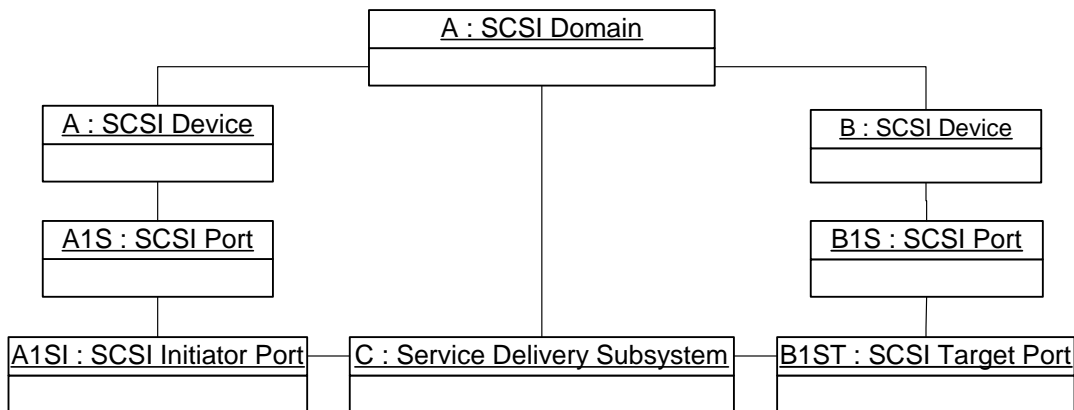 A : SCSI Domain
A : SCSI Device
B : SCSI Device
A1S : SCSI Port
B1S : SCSI Port
A1SI : SCSI Initiator Port
C : Service Delivery Subsystem
B1ST : SCSI Target Port